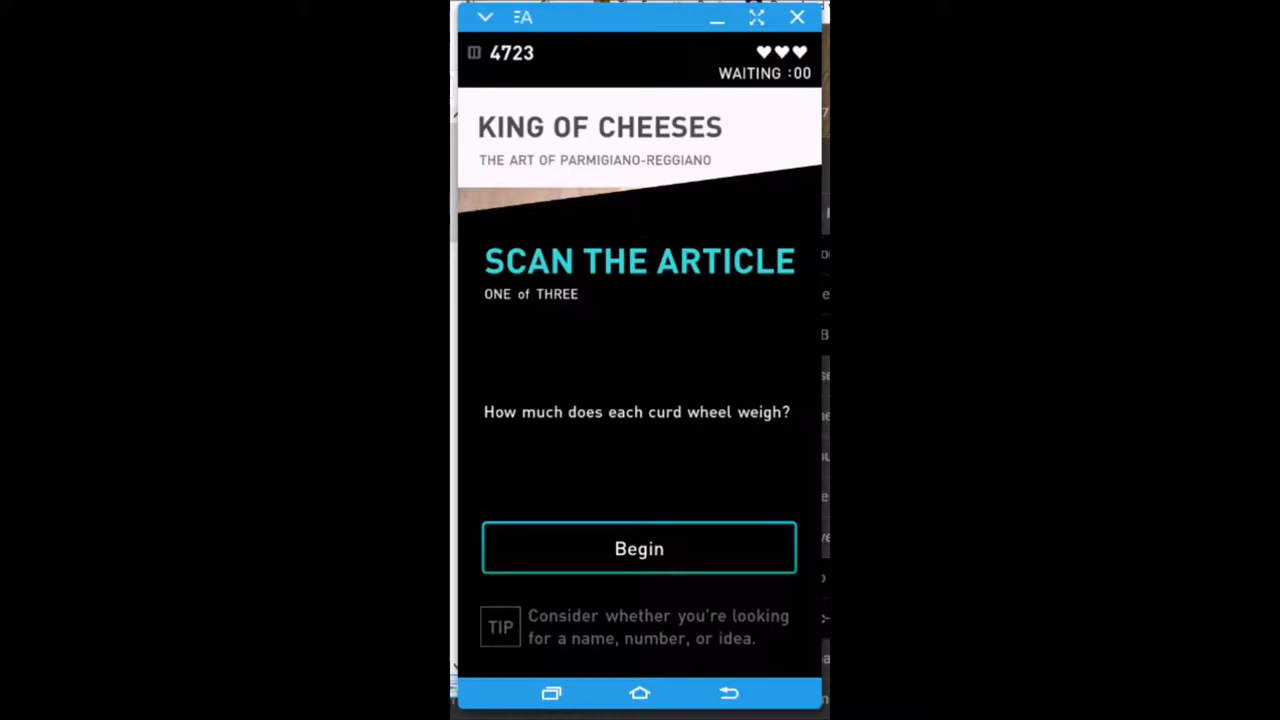 4723
WAITING :00
KING OF CHEESES
THE ART OF PARMIGIANO-REGGIANO
SCAN THE ARTICLE
ONE of THREE
How much does each curd wheel weigh?
Begin
TIP
Consider whether you're looking
for a name, number, or idea.